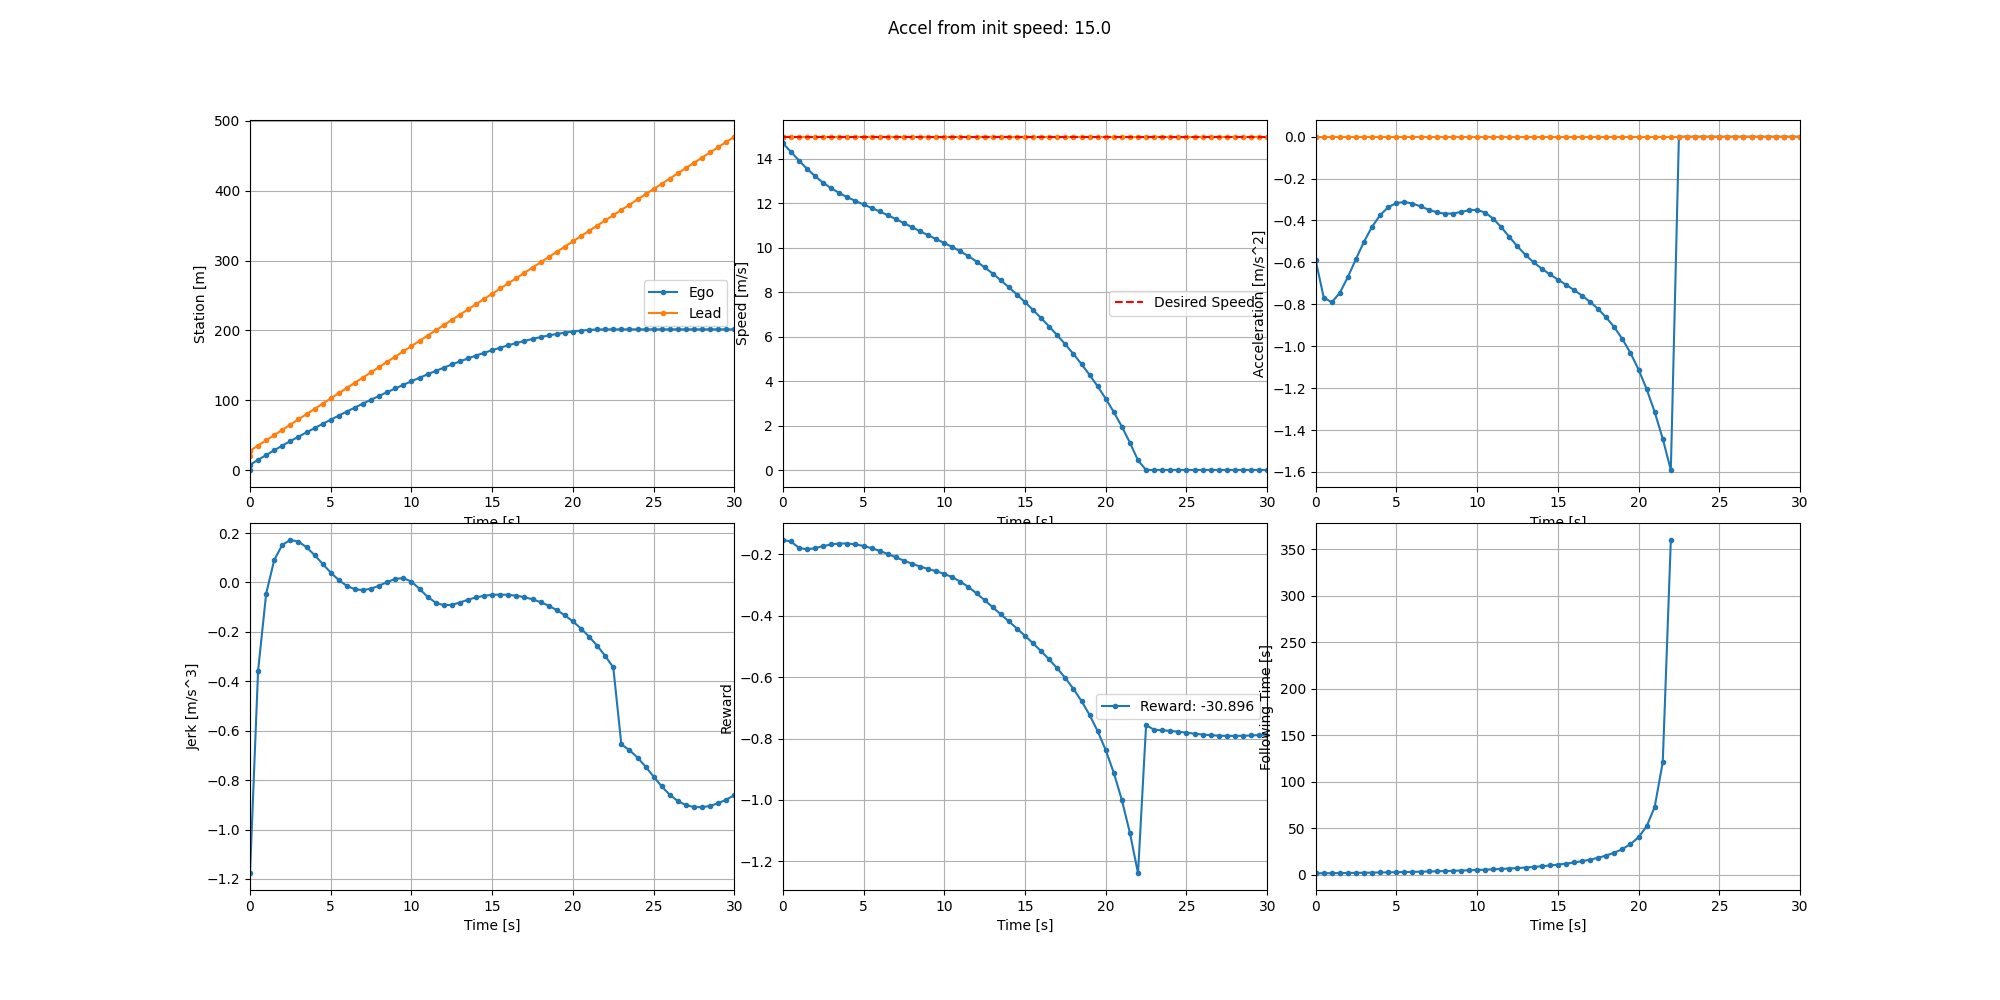 Accel from init speed: 15.0
500
400
300
200
100
0
Station [m]
Ego
Lead
0 5 10 15 20 25 30
Time [s]
14
12
10
8
6
4
2
0
Speed [m/s]
Desired Speed
0 5 10 15 20 25 30
Time [s]
0.0
−0.2
−0.4
−0.6
−0.8
−1.0
−1.2
−1.4
−1.6
Acceleration [m/s^2]
0 5 10 15 20 25 30
Time [s]
0.2
0.0
−0.2
−0.4
−0.6
−0.8
−1.0
−1.2
Jerk [m/s^3]
0 5 10 15 20 25 30
Time [s]
−0.2
−0.4
−0.6
−0.8
−1.0
−1.2
Reward
Reward: -30.896
0 5 10 15 20 25 30
Time [s]
350
300
250
200
150
100
50
0
Following Time [s]
0 5 10 15 20 25 30
Time [s]